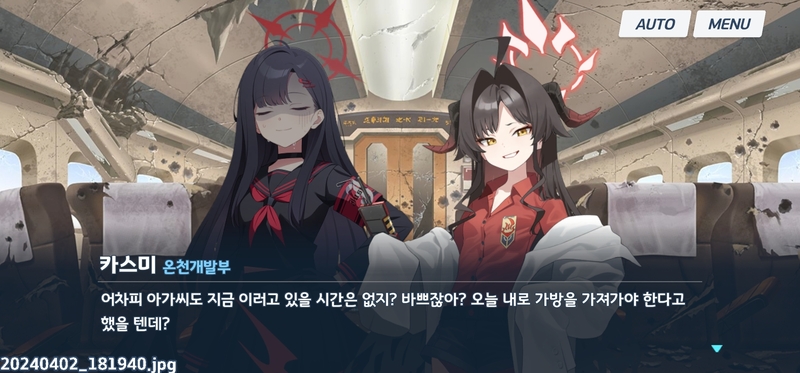 AUTO
MENU
카스미 온천개발부
어차피 아가씨도 지금 이러고 있을 시간은 없지? 바쁘잖아? 오늘 내로 가방을 가져가야 한다고
했을 텐데?
20240402_181940.jpg